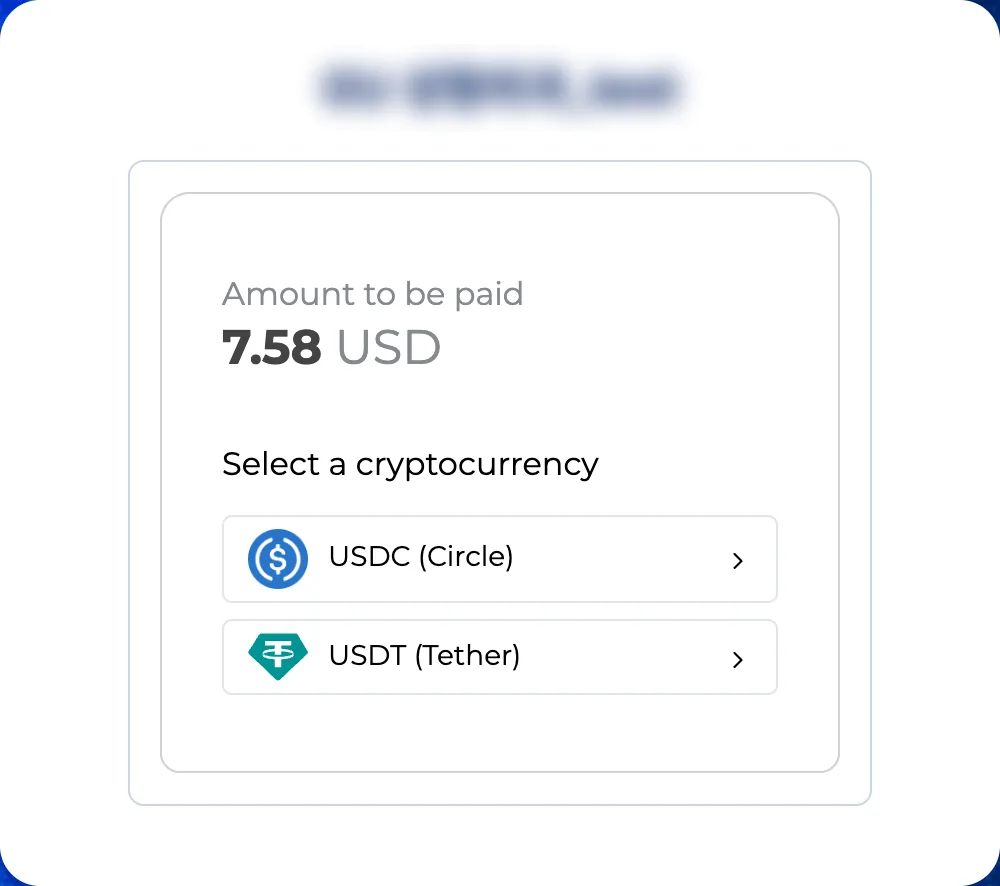 Amount to be paid
7.58 USD
Select a cryptocurrency
USDC (Circle)
USDT (Tether)